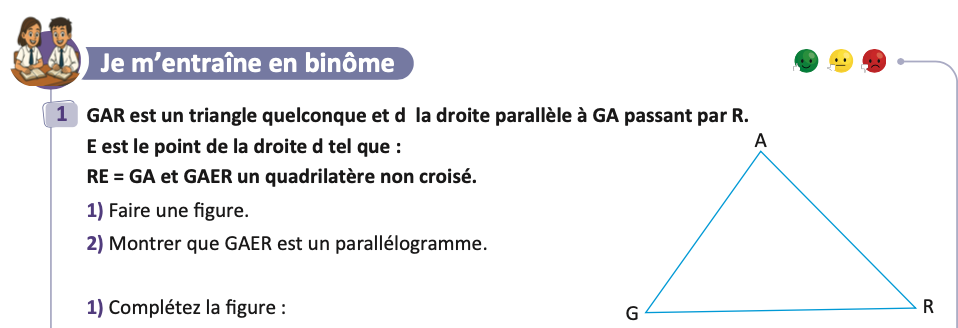 Je m'entraîne en binôme
1 GAR est un triangle quelconque et d la droite parallèle à GA passant par R.
E est le point de la droite d tel que :
A
RE = GA et GAER un quadrilatère non croisé.
1) Faire une figure.
2) Montrer que GAER est un parallélogramme.
1) Complétez la figure :
G
R